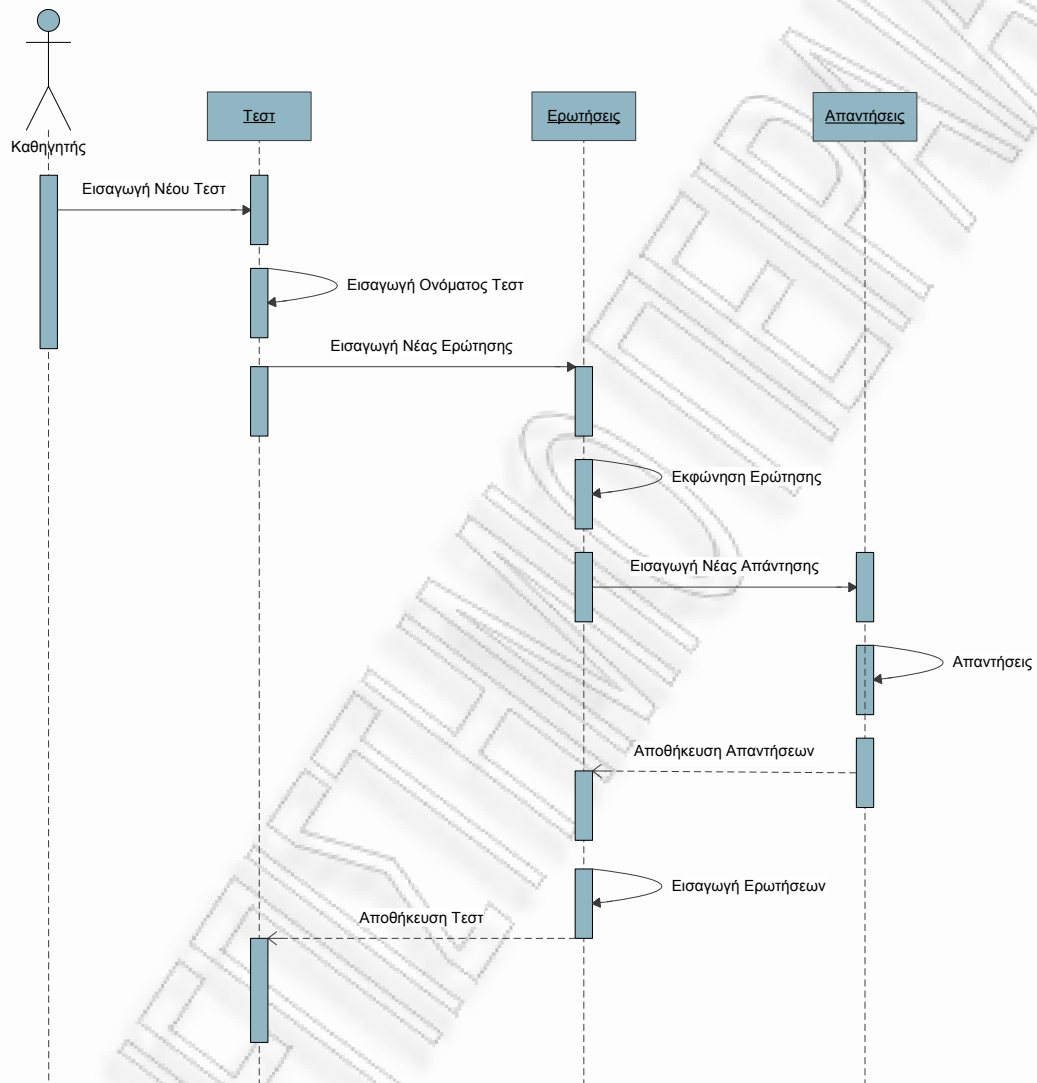 Καθηγητής
Τεστ
Ερωτήσεις
Απαντήσεις
Εισαγωγή Νέου Τεστ
Εισαγωγή Ονόματος Τεστ
Εισαγωγή Νέας Ερώτησης
Εκφώνηση Ερώτησης
Εισαγωγή Νέας Απάντησης
Απαντήσεις
Αποθήκευση Απαντήσεων
Εισαγωγή Ερωτήσεων
Αποθήκευση Τεστ